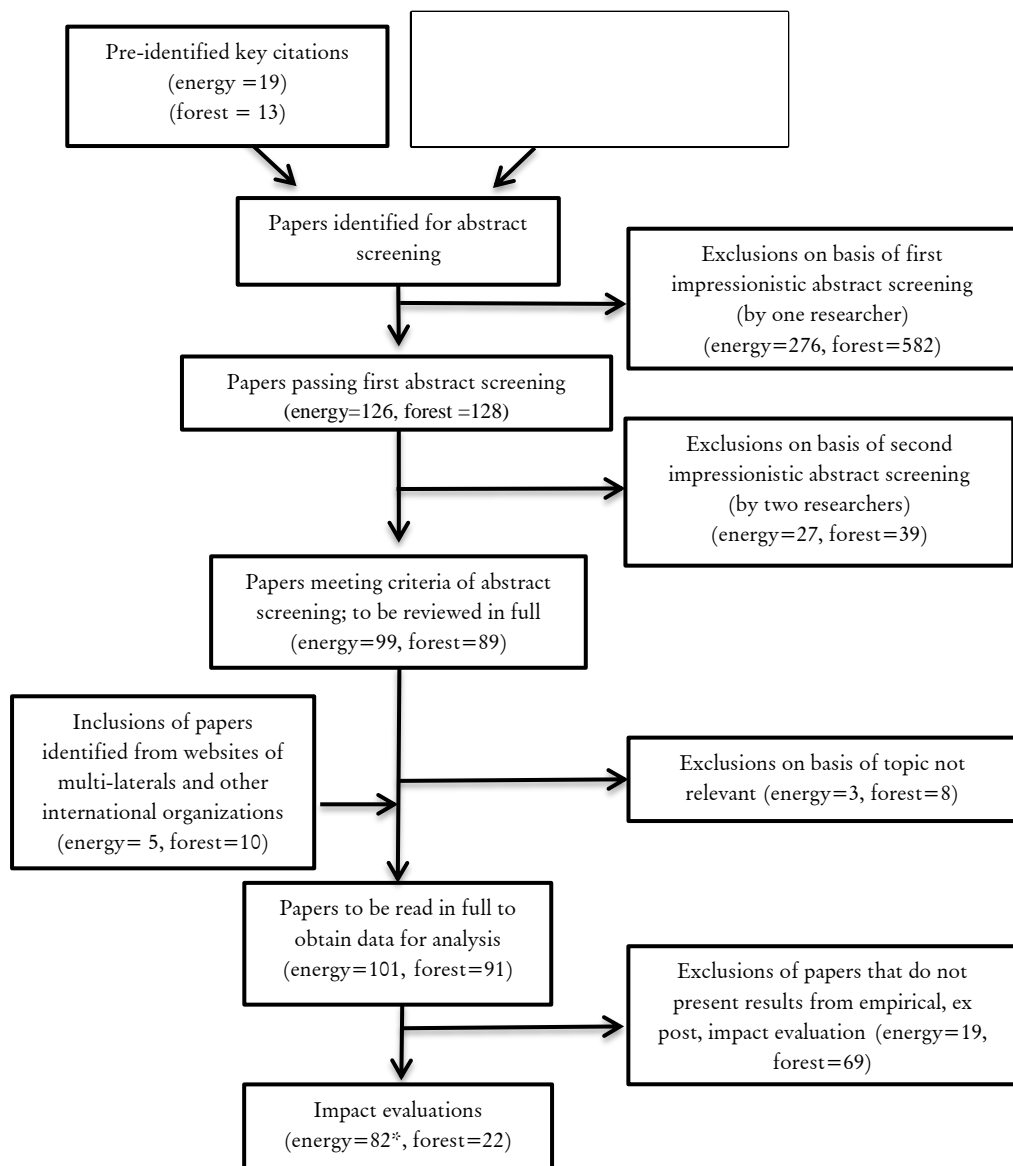 Pre-identified key citations
(energy =19)
(forest = 13)
Papers identified for abstract
screening
Exclusions on basis of first
impressionistic abstract screening
(by one researcher)
(energy=276, forest=582)
Papers passing first abstract screening
(energy=126, forest =128)
Exclusions on basis of second
impressionistic abstract screening
(by two researchers)
(energy=27, forest=39)
Papers meeting criteria of abstract
screening; to be reviewed in full
(energy=99, forest=89)
Inclusions of papers
identified from websites of
multi-laterals and other
international organizations
(energy= 5, forest=10)
Exclusions on basis of topic not
relevant (energy=3, forest=8)
Papers to be read in full to
obtain data for analysis
(energy=101, forest=91)
Exclusions of papers that do not
present results from empirical, ex
post, impact evaluation (energy=19,
forest=69)
Impact evaluations
(energy=82*, forest=22)